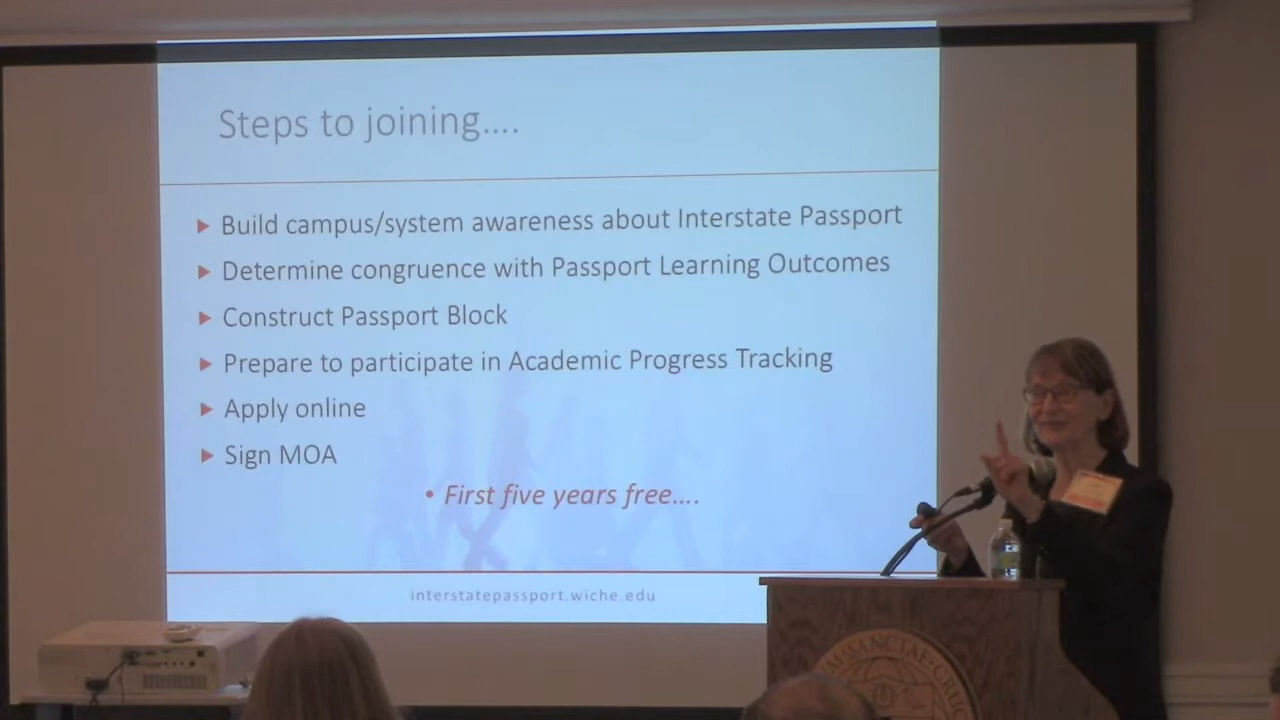 Steps to joining....
Build campus/system awareness about Interstate Passport
Determine congruence with Passport Learning Outcomes
Construct Passport Block
Prepare to participate in Academic Progress Tracking
Apply online
Sign MOA
• First five years free....
interstatepassport.wiche.edu